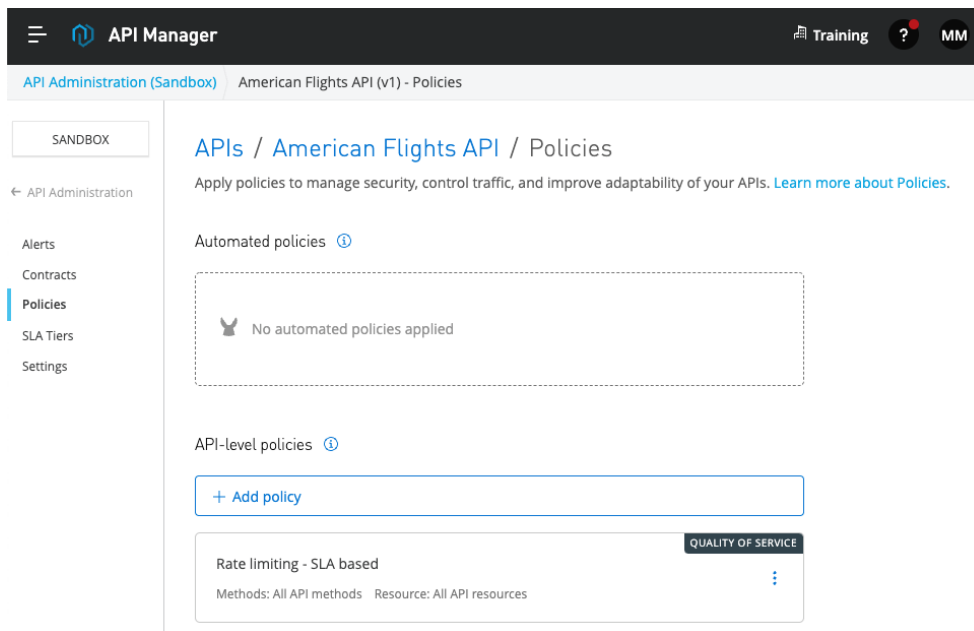 API Manager
Training
?
MM
API Administration (Sandbox)
American Flights API (v1) - Policies
SANDBOX
← API Administration
Alerts
Contracts
Policies
SLA Tiers
Settings
APIs / American Flights API / Policies
Apply policies to manage security, control traffic, and improve adaptability of your APIs. Learn more about Policies.
Automated policies
No automated policies applied
API-level policies
+ Add policy
QUALITY OF SERVICE
Rate limiting - SLA based
Methods: All API methods Resource: All API resources